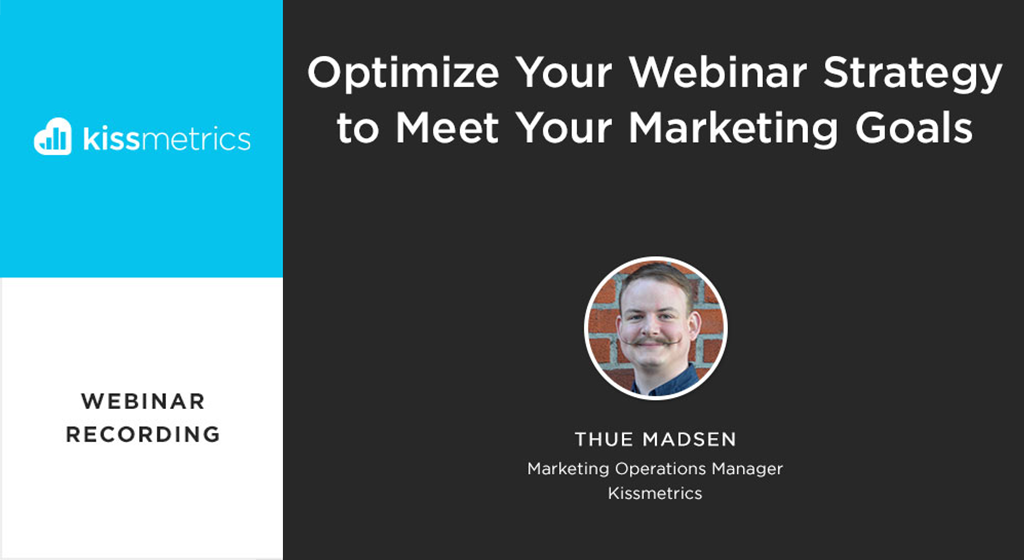 kissmetrics
WEBINAR
RECORDING
Optimize Your Webinar Strategy
to Meet Your Marketing Goals
THUE MADSEN
Marketing Operations Manager
Kissmetrics